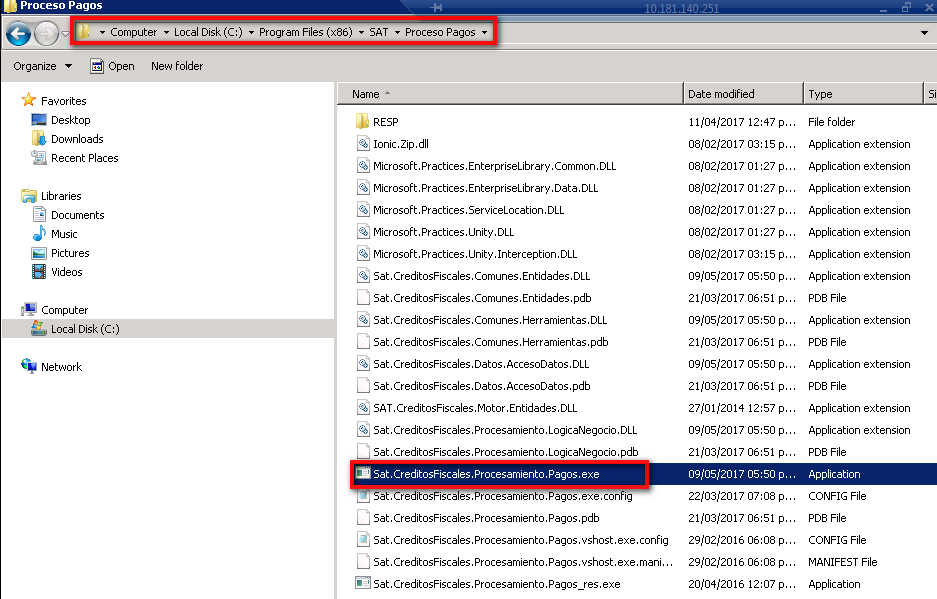 Proceso Pagos
10.181.140.251
Computer Local Disk (C:) Program Files (x86) SAT Proceso Pagos
Organize Open New folder
Favorites
Desktop
Downloads
Recent Places
Libraries
Documents
Music
Pictures
Videos
Computer
Local Disk (C:)
Network
Name Date modified Type Si
RESP 11/04/2017 12:47 p... File folder
Ionic.Zip.dll 08/02/2017 03:15 p... Application extension
Microsoft.Practices.EnterpriseLibrary.Common.DLL 08/02/2017 01:27 p... Application extension
Microsoft.Practices.EnterpriseLibrary.Data.DLL 08/02/2017 01:27 p... Application extension
Microsoft.Practices.ServiceLocation.DLL 08/02/2017 01:27 p... Application extension
Microsoft.Practices.Unity.DLL 08/02/2017 01:27 p... Application extension
Microsoft.Practices.Unity.Interception.DLL 08/02/2017 03:15 p... Application extension
Sat.CreditosFiscales.Comunes.Entidades.DLL 09/05/2017 05:50 p... Application extension
Sat.CreditosFiscales.Comunes.Entidades.pdb 21/03/2017 06:51 p... PDB File
Sat.CreditosFiscales.Comunes.Herramientas.DLL 09/05/2017 05:50 p... Application extension
Sat.CreditosFiscales.Comunes.Herramientas.pdb 21/03/2017 06:51 p... PDB File
Sat.CreditosFiscales.Datos.AccesoDatos.DLL 09/05/2017 05:50 p... Application extension
Sat.CreditosFiscales.Datos.AccesoDatos.pdb 21/03/2017 06:51 p... PDB File
SAT.CreditosFiscales.Motor.Entidades.DLL 27/01/2014 12:57 p... Application extension
Sat.CreditosFiscales.Procesamiento.LogicaNegocio.DLL 09/05/2017 05:50 p... Application extension
Sat.CreditosFiscales.Procesamiento.LogicaNegocio.pdb 21/03/2017 06:51 p... PDB File
Sat.CreditosFiscales.Procesamiento.Pagos.exe 09/05/2017 05:50 p... Application
Sat.CreditosFiscales.Procesamiento.Pagos.exe.config 22/03/2017 07:08 p... CONFIG File
Sat.CreditosFiscales.Procesamiento.Pagos.pdb 21/03/2017 06:51 p... PDB File
Sat.CreditosFiscales.Procesamiento.Pagos.vshost.exe.config 29/02/2016 06:08 p... CONFIG File
Sat.CreditosFiscales.Procesamiento.Pagos.vshost.exe.mani... 29/02/2016 06:08 p... MANIFEST File
Sat.CreditosFiscales.Procesamiento.Pagos_res.exe 20/04/2016 12:07 p... Application